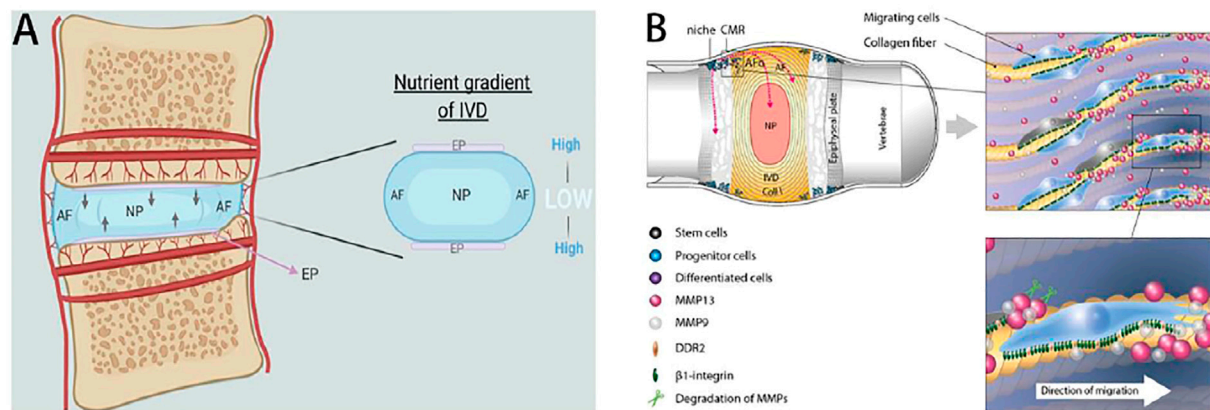 A
Nutrient gradient
of IVD
EP
High
AF
NP
AF
LOW
EP
High
AF
NP
AF
EP
B
niche
CMR
AFo
AF
NP
IVD
Coll I
Epiphyseal plate
Vertebrae
Migrating cells
Collagen fiber
Stem cells
Progenitor cells
Differentiated cells
MMP13
MMP9
DDR2
β1-integrin
Degradation of MMPs
Direction of migration